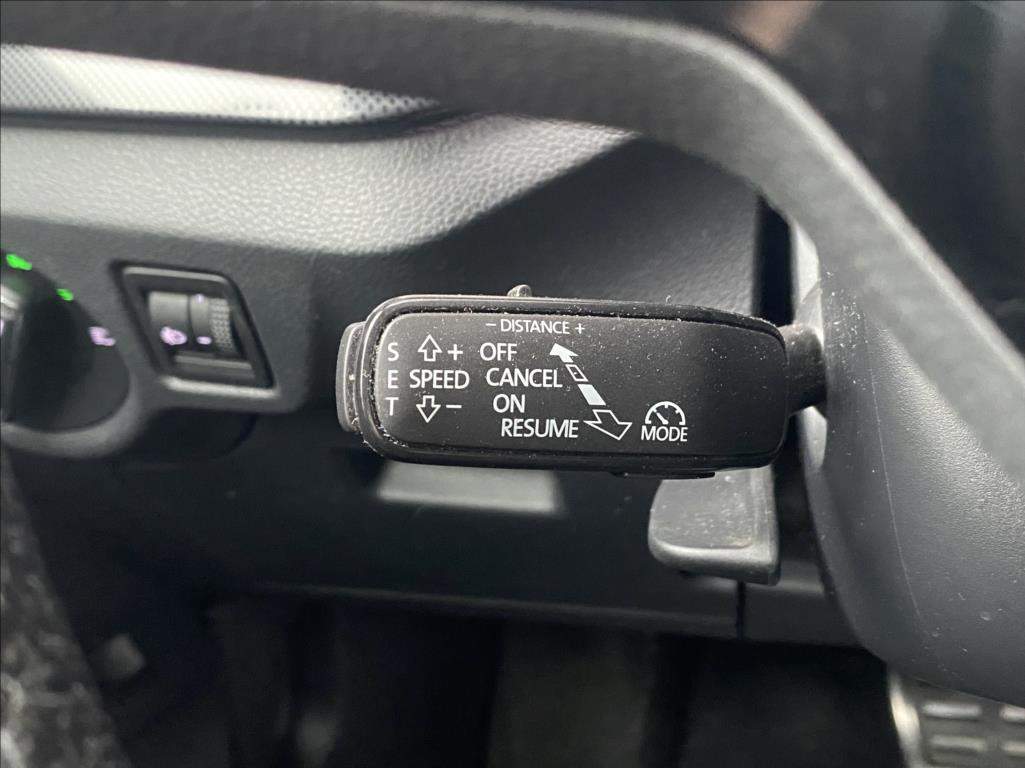 - DISTANCE +
S + OFF
E SPEED CANCEL
T - ON
RESUME
MODE